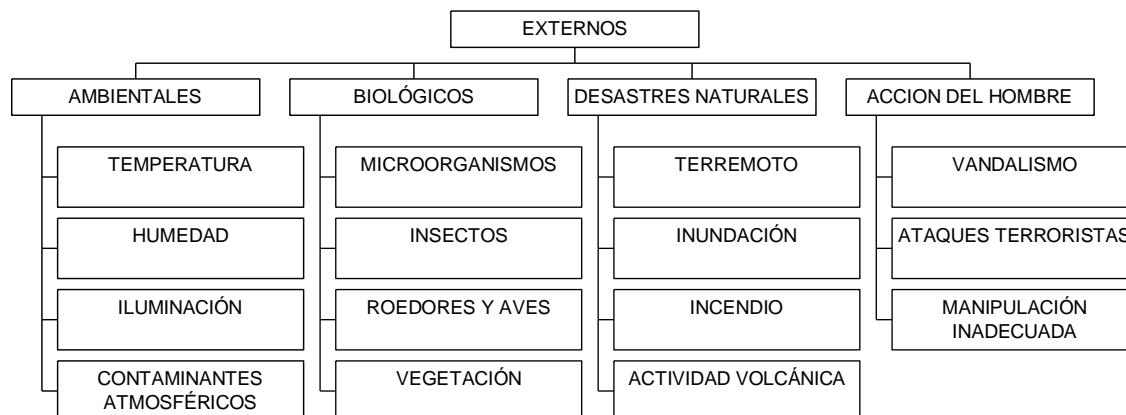 EXTERNOS
AMBIENTALES
TEMPERATURA
HUMEDAD
ILUMINACIÓN
CONTAMINANTES
ATMOSFÉRICOS
BIOLÓGICOS
MICROORGANISMOS
INSECTOS
ROEDORES Y AVES
VEGETACIÓN
DESASTRES NATURALES
TERREMOTO
INUNDACIÓN
INCENDIO
ACTIVIDAD VOLCÁNICA
ACCION DEL HOMBRE
VANDALISMO
ATAQUES TERRORISTAS
MANIPULACIÓN
INADECUADA